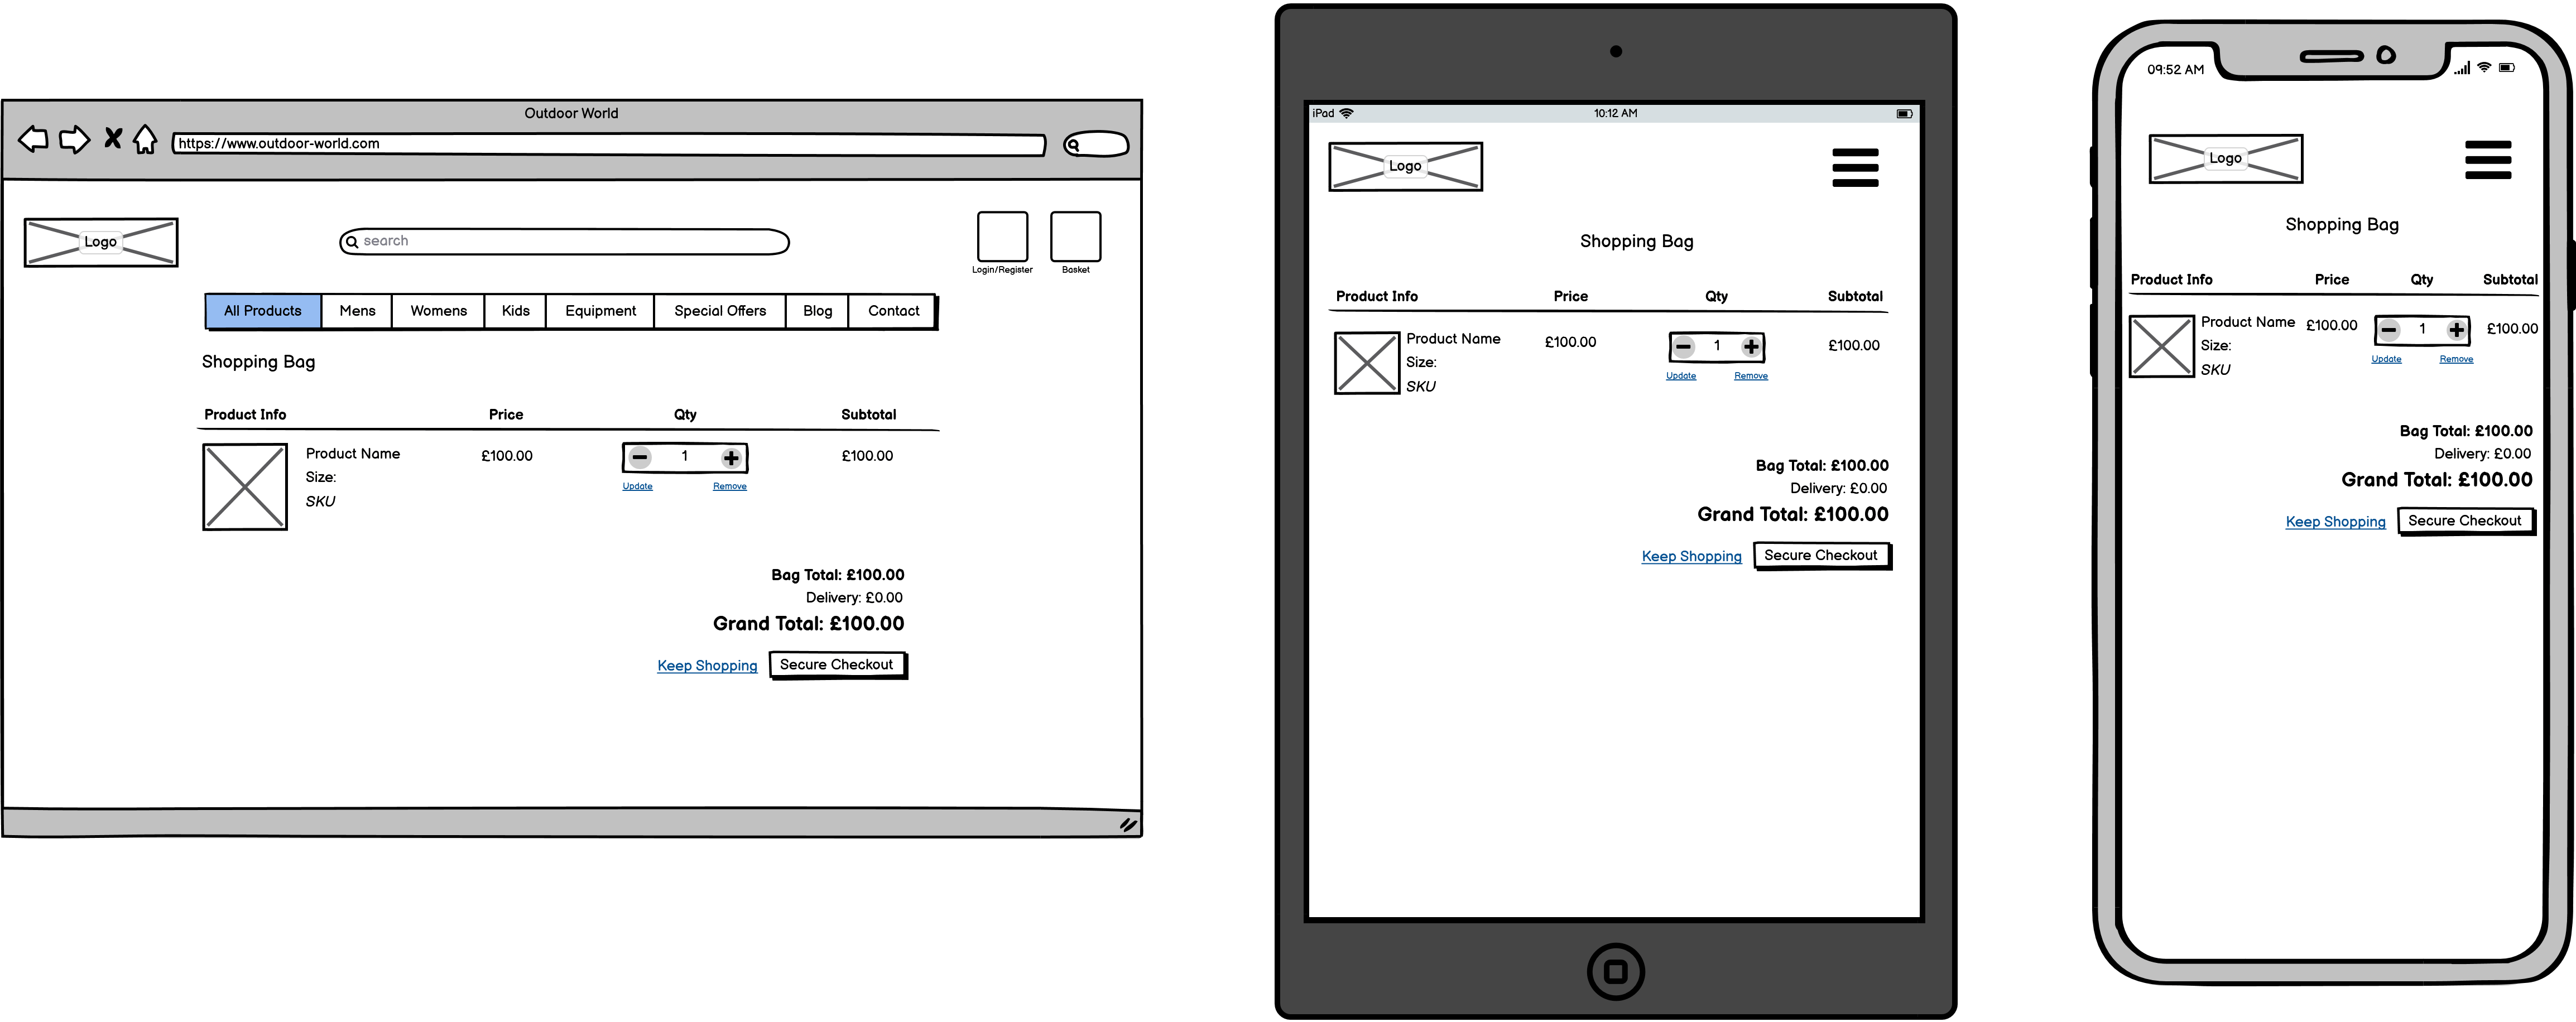 Outdoor World
https://www.outdoor-world.com
Logo
search
Login/Register
Basket
All Products Mens Womens Kids Equipment Special Offers Blog Contact
Shopping Bag
Product Info Price Qty Subtotal
Product Name £100.00 1 £100.00
Size:
Update Remove
SKU
Bag Total: £100.00
Delivery: £0.00
Grand Total: £100.00
Keep Shopping Secure Checkout
iPad 10:12 AM
Logo
Shopping Bag
Product Info Price Qty Subtotal
Product Name £100.00 1 £100.00
Size:
Update Remove
SKU
Bag Total: £100.00
Delivery: £0.00
Grand Total: £100.00
Keep Shopping Secure Checkout
09:52 AM
Logo
Shopping Bag
Product Info Price Qty Subtotal
Product Name £100.00 1 £100.00
Size:
Update Remove
SKU
Bag Total: £100.00
Delivery: £0.00
Grand Total: £100.00
Keep Shopping Secure Checkout